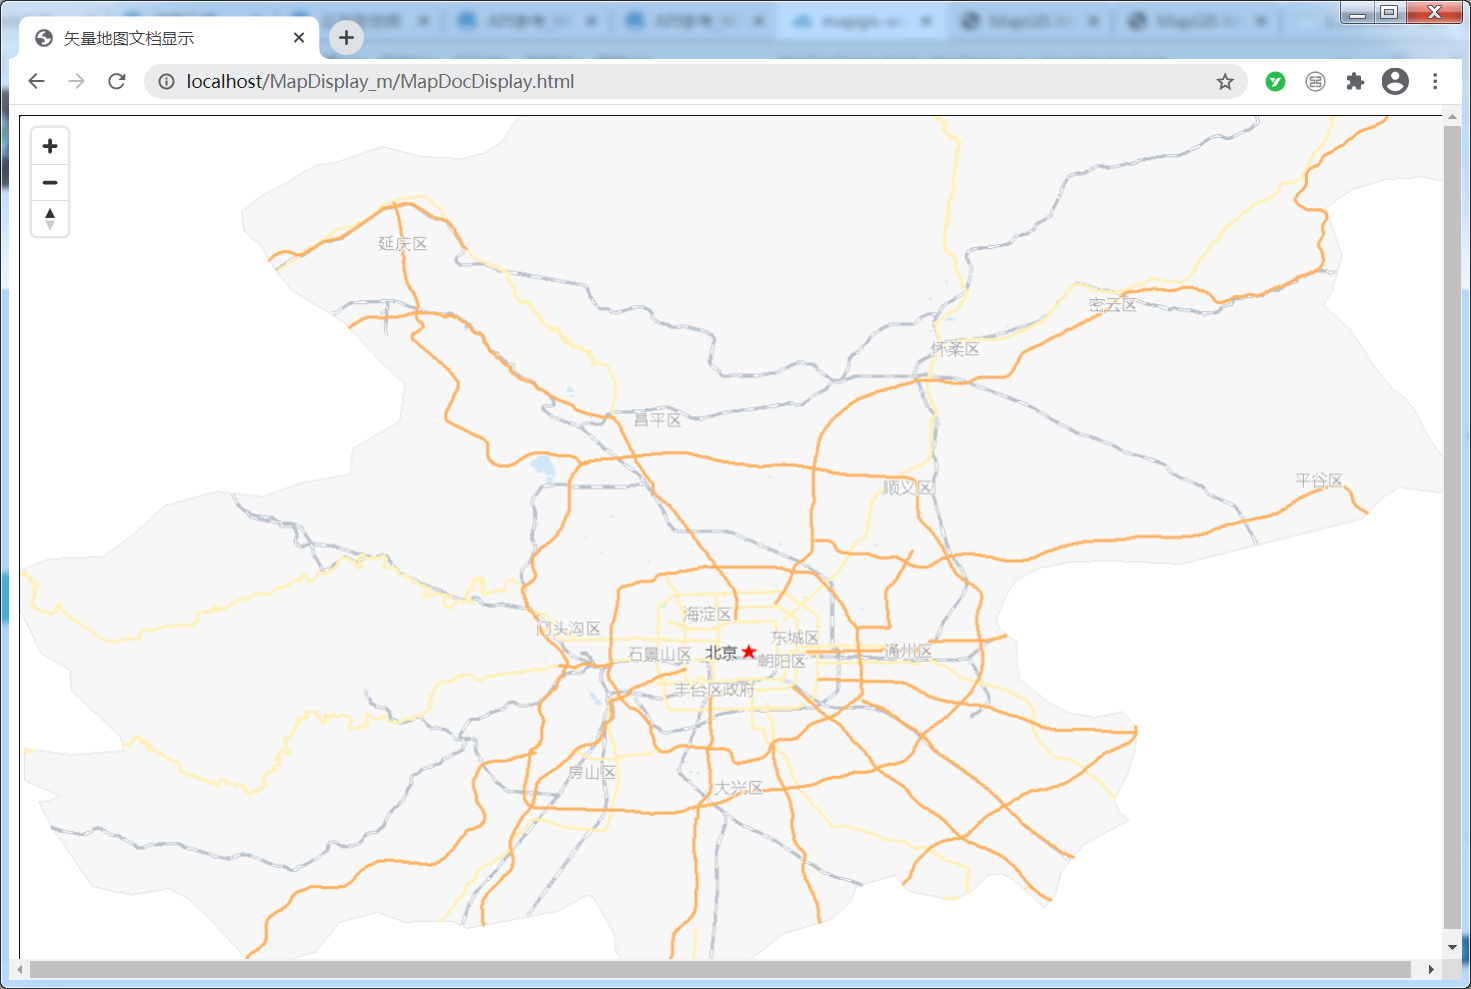 矢量地图文档显示
localhost/MapDisplay_m/MapDocDisplay.html
延庆区
密云区
怀柔区
昌平区
平谷区
顺义区
海淀区
门头沟区
东城区
石景山区
北京
朝阳区
通州区
丰台区政府
房山区
大兴区